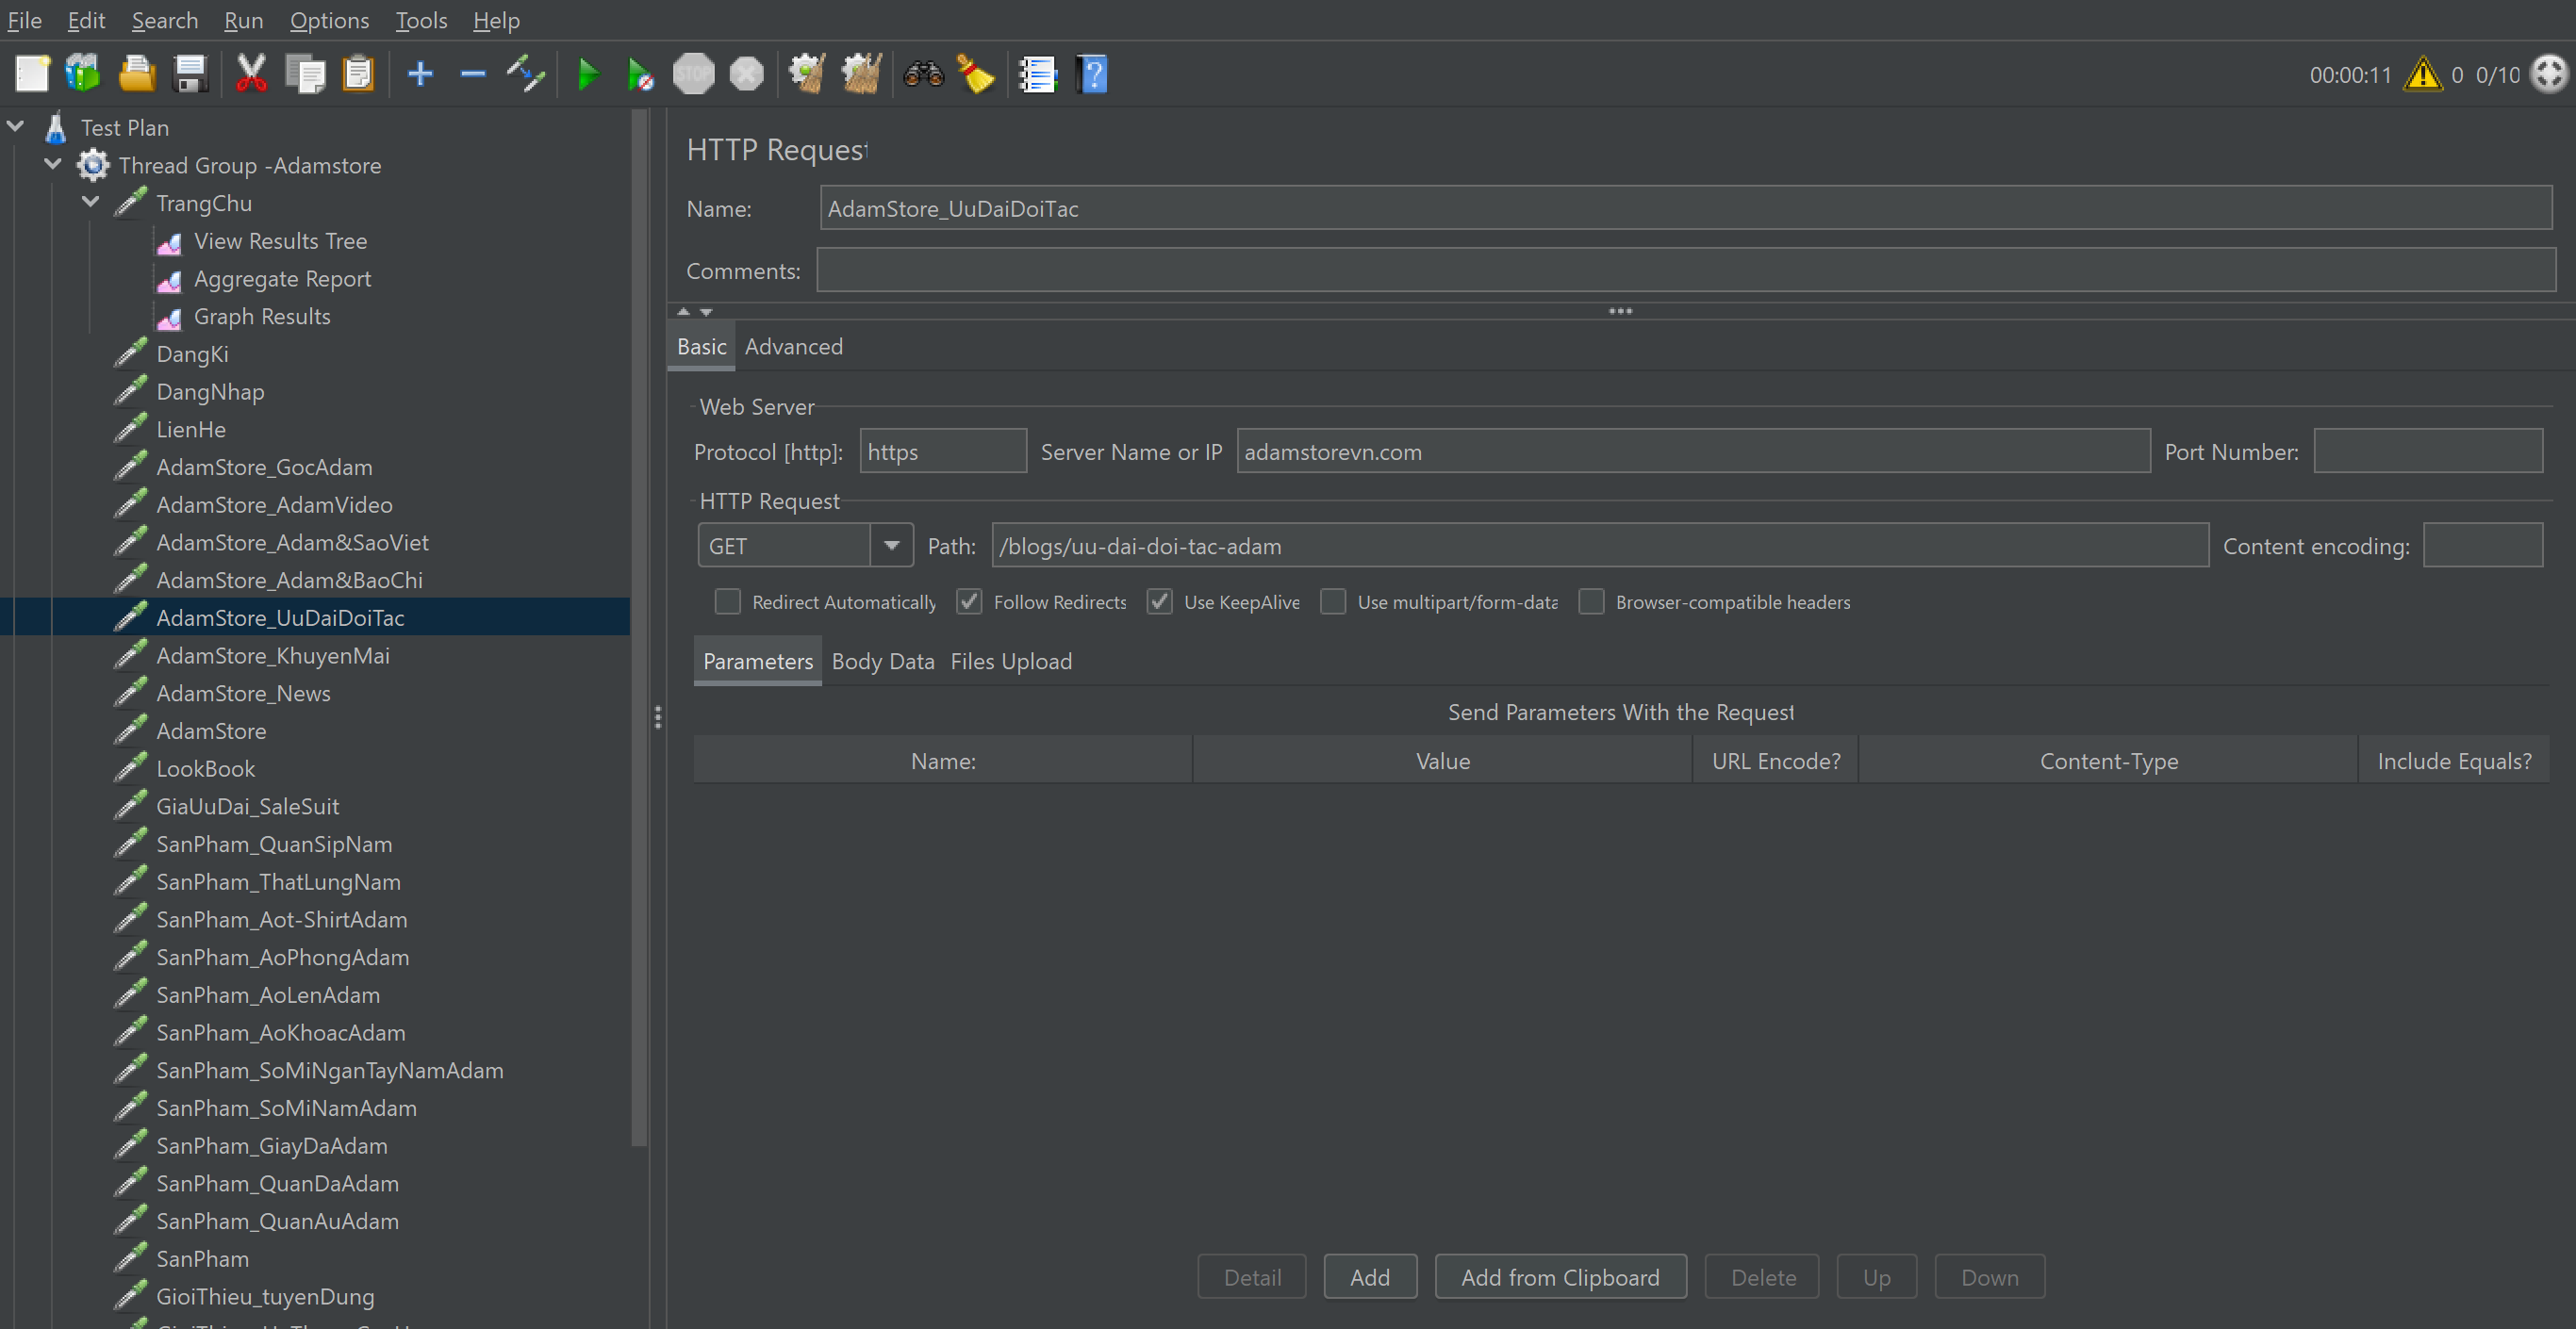 File Edit Search Run Options Tools Help
STOP
00:00:11 0 0/10
Test Plan
Thread Group -Adamstore
TrangChu
View Results Tree
Aggregate Report
Graph Results
DangKi
DangNhap
LienHe
AdamStore_GocAdam
AdamStore_AdamVideo
AdamStore_Adam&SaoViet
AdamStore_Adam&BaoChi
AdamStore_UuDaiDoiTac
AdamStore_KhuyenMai
AdamStore_News
AdamStore
LookBook
GiaUuDai_SaleSuit
SanPham_QuanSipNam
SanPham_ThatLungNam
SanPham_Aot-ShirtAdam
SanPham_AoPhongAdam
SanPham_AoLenAdam
SanPham_AoKhoacAdam
SanPham_SoMiNganTayNamAdam
SanPham_SoMiNamAdam
SanPham_GiayDaAdam
SanPham_QuanDaAdam
SanPham_QuanAuAdam
SanPham
GioiThieu_tuyenDung
HTTP Request
Name: AdamStore_UuDaiDoiTac
Comments:
Basic Advanced
Web Server
Protocol [http]: https Server Name or IP adamstorevn.com Port Number:
HTTP Request
GET Path: /blogs/uu-dai-doi-tac-adam Content encoding:
Redirect Automatically Follow Redirects Use KeepAlive Use multipart/form-data Browser-compatible headers
Parameters Body Data Files Upload
Send Parameters With the Request
Name: Value URL Encode? Content-Type Include Equals?
Detail Add Add from Clipboard Delete Up Down